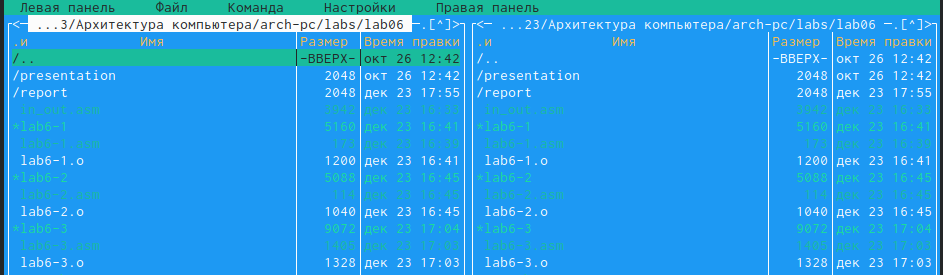 Левая панель Файл Команда Настройки Правая панель
<─ ...3/Архитектура компьютера/arch-pc/labs/lab06 ─.[^]>
.и Имя Размер Время правки
/.. -ВВЕРХ- окт 26 12:42
/presentation 2048 окт 26 12:42
/report 2048 дек 23 17:55
in_out.asm 3942 дек 23 16:33
*lab6-1 5160 дек 23 16:41
lab6-1.asm дек 23 16:39
lab6-1.o 1200 дек 23 16:41
*lab6-2 5088 дек 23 16:45
lab6-2.asm 114 дек 23 16:45
lab6-2.o 1040 дек 23 16:45
*lab6-3 9072 дек 23 17:04
lab6-3.asm 1405 дек 23 17:03
lab6-3.o 1328 дек 23 17:03
<─ ...23/Архитектура компьютера/arch-pc/labs/lab06 ─.[^]>
.и Имя Размер Время правки
/.. -ВВЕРХ- окт 26 12:42
/presentation 2048 окт 26 12:42
/report 2048 дек 23 17:55
in_out.asm 3942 дек 23 16:33
*lab6-1 5160 дек 23 16:41
lab6-1.asm дек 23 16:39
lab6-1.o 1200 дек 23 16:41
*lab6-2 5088 дек 23 16:45
lab6-2.asm 114 дек 23 16:45
lab6-2.o 1040 дек 23 16:45
*lab6-3 9072 дек 23 17:04
lab6-3.asm 1405 дек 23 17:03
lab6-3.o 1328 дек 23 17:03